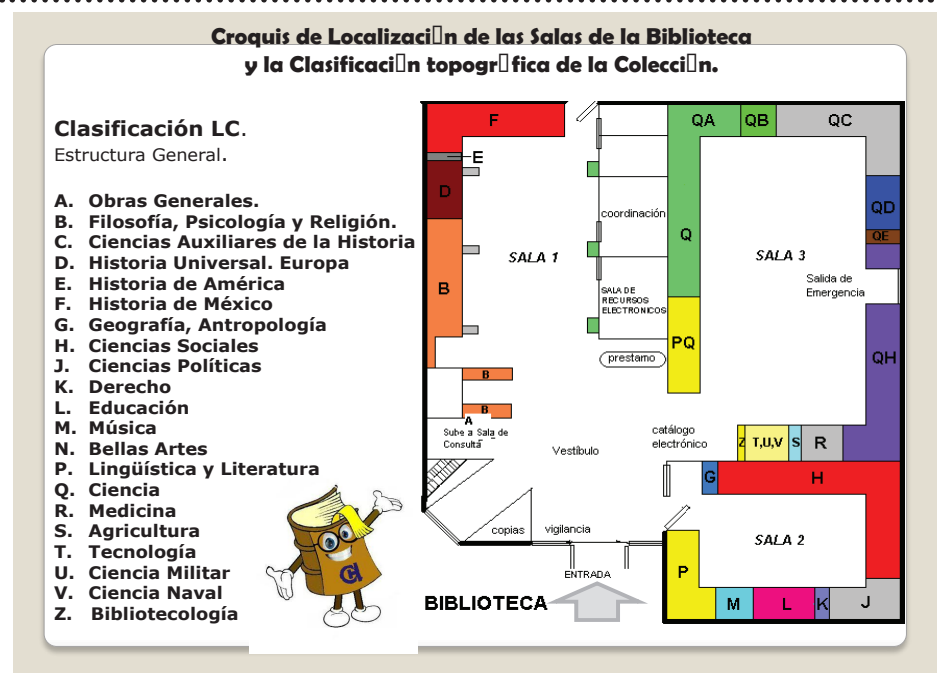 Croquis de Localizaci▯n de las Salas de la Biblioteca
y la Clasificaci▯n topogr▯fica de la Colecci▯n.
Clasificación LC.
Estructura General.
A. Obras Generales.
B. Filosofía, Psicología y Religión.
C. Ciencias Auxiliares de la Historia
D. Historia Universal. Europa
E. Historia de América
F. Historia de México
G. Geografía, Antropología
H. Ciencias Sociales
J. Ciencias Políticas
K. Derecho
L. Educación
M. Música
N. Bellas Artes
P. Lingüística y Literatura
Q. Ciencia
R. Medicina
S. Agricultura
T. Tecnología
U. Ciencia Militar
V. Ciencia Naval
Z. Bibliotecología
F
E
D
B
SALA 1
B
B
A
Sube a Sala de
Consulta
coordinación
SALA DE
RECURSOS
ELECTRONICOS
prestamo
Vestíbulo
copias
vigilancia
ENTRADA
BIBLIOTECA
QA
QB
QC
QD
QE
Q
SALA 3
Salida de
Emergencia
PQ
QH
catálogo
electrónico
Z
T,U,V
S
R
G
H
SALA 2
P
M
L
K
J
CH